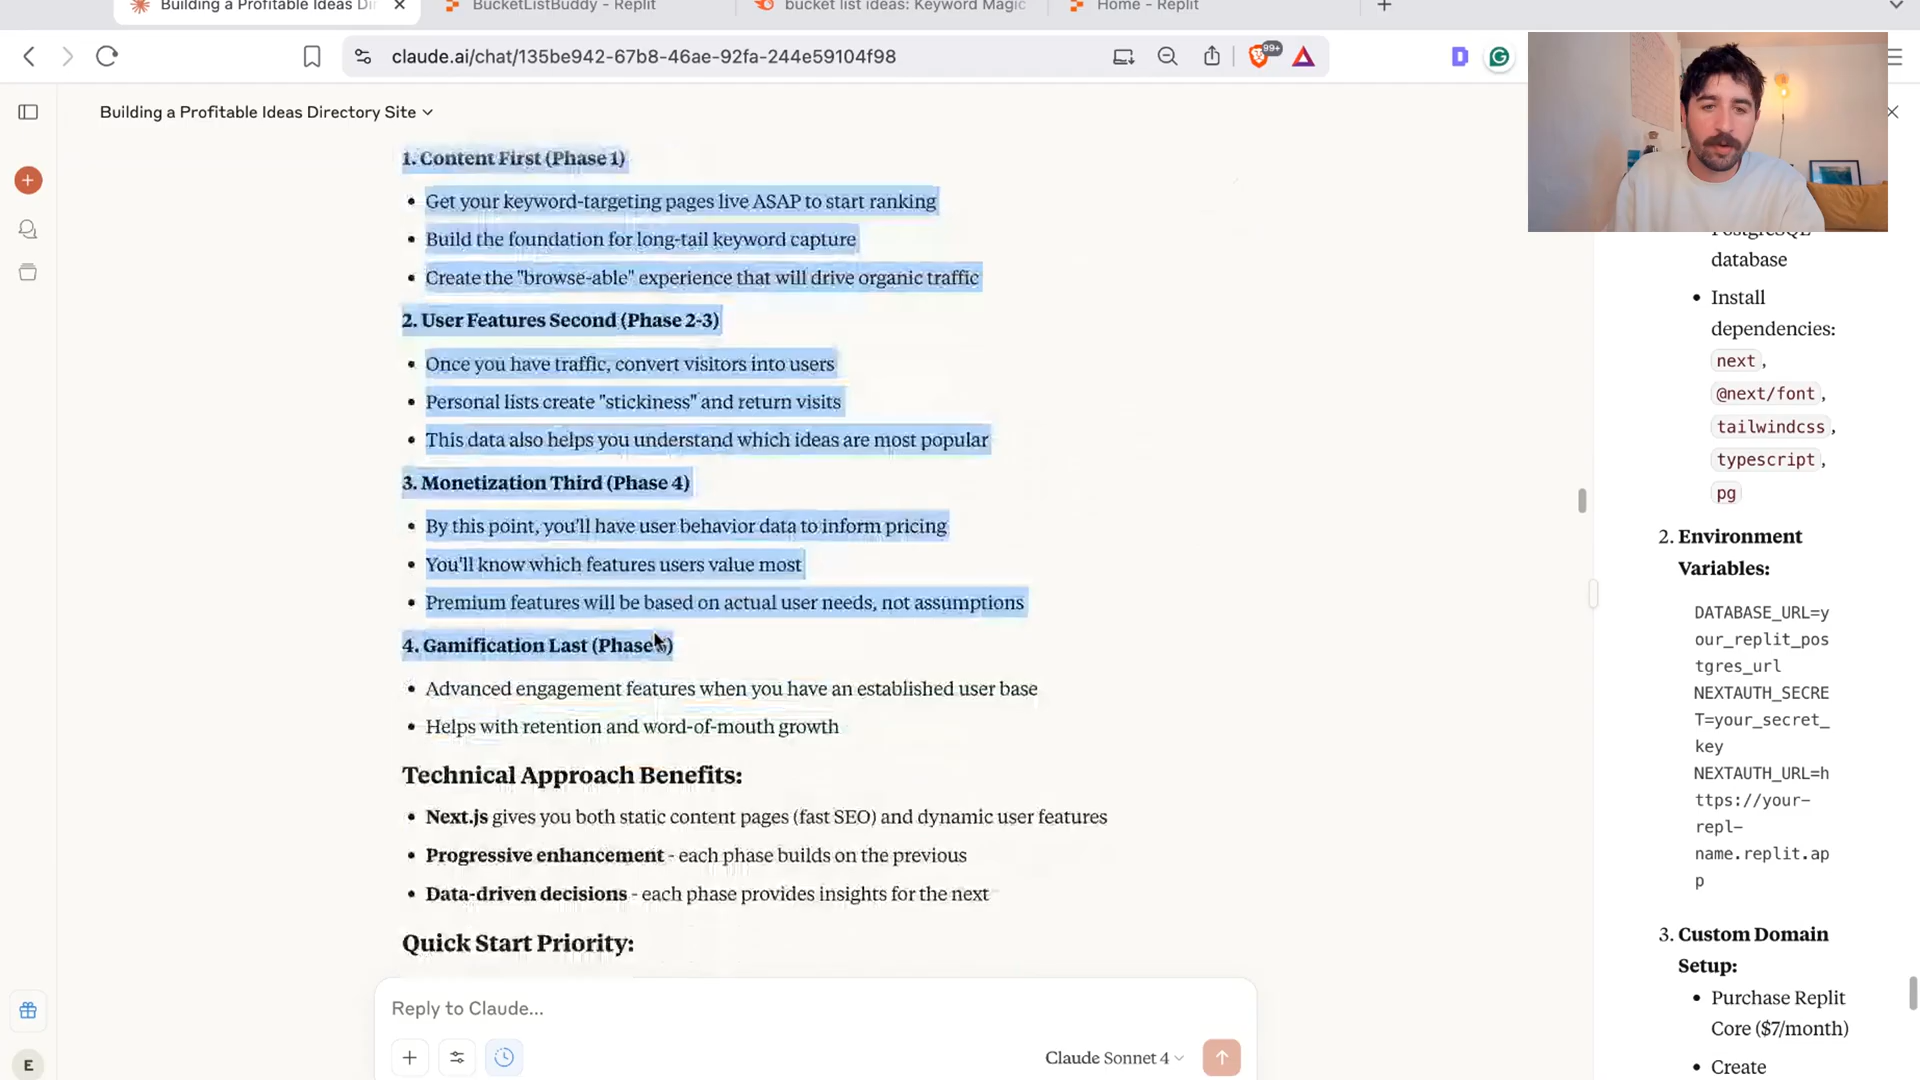 Building a Profitable Ideas Dir
BucketListBuddy - Replit
bucket list ideas: Keyword Magic
Home - Replit
claude.ai/chat/135be942-67b8-46ae-92fa-244e59104f98
99+
D
G
Building a Profitable Ideas Directory Site
1. Content First (Phase 1)
• Get your keyword-targeting pages live ASAP to start ranking
• Build the foundation for long-tail keyword capture
• Create the "browse-able" experience that will drive organic traffic
2. User Features Second (Phase 2-3)
• Once you have traffic, convert visitors into users
• Personal lists create "stickiness" and return visits
• This data also helps you understand which ideas are most popular
3. Monetization Third (Phase 4)
• By this point, you'll have user behavior data to inform pricing
• You'll know which features users value most
• Premium features will be based on actual user needs, not assumptions
4. Gamification Last (Phase )
• Advanced engagement features when you have an established user base
• Helps with retention and word-of-mouth growth
Technical Approach Benefits:
• Next.js gives you both static content pages (fast SEO) and dynamic user features
• Progressive enhancement - each phase builds on the previous
• Data-driven decisions - each phase provides insights for the next
Quick Start Priority:
Reply to Claude...
Claude Sonnet 4
E
PostgreSQL
database
• Install
dependencies:
next,
@next/font,
tailwindcss,
typescript,
pg
2. Environment
Variables:
DATABASE_URL=y
our_replit_pos
tgres_url
NEXTAUTH_SECRE
T=your_secret_
key
NEXTAUTH_URL=h
ttps://your-
repl-
name.replit.ap
p
3. Custom Domain
Setup:
• Purchase Replit
Core ($7/month)
• Create